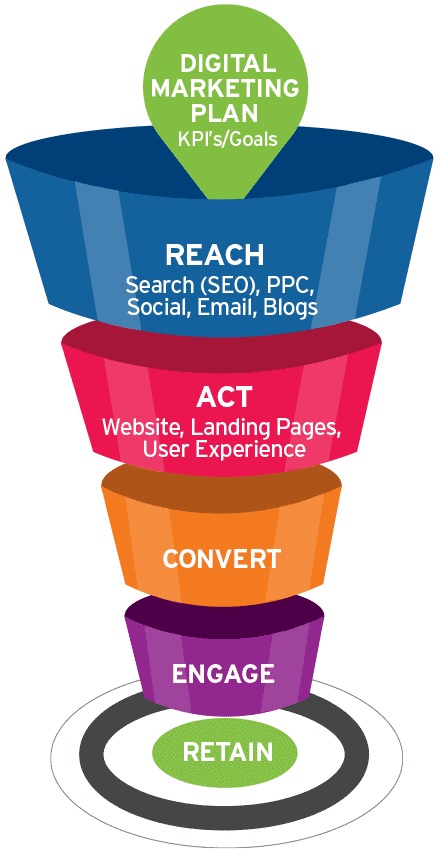 DIGITAL
MARKETING
PLAN
KPI's/Goals
REACH
Search (SEO), PPC,
Social, Email, Blogs
ACT
Website, Landing Pages,
User Experience
CONVERT
ENGAGE
RETAIN